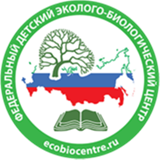 ФЕДЕРАЛЬНЫЙ ДЕТСКИЙ ЭКОЛОГО-БИОЛОГИЧЕСКИЙ ЦЕНТР
ecobiocentre.ru